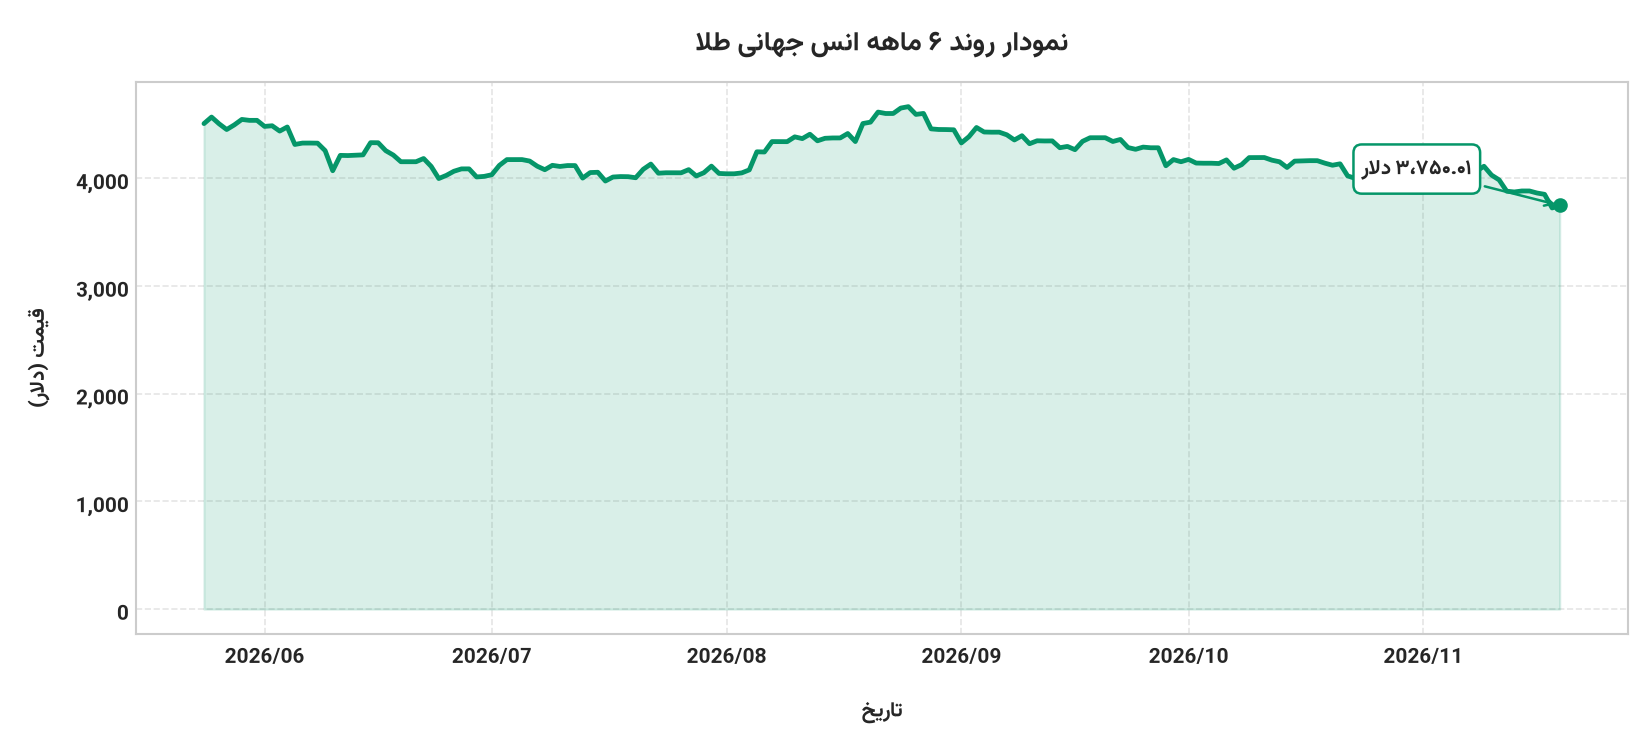 نمودار روند ۶ ماهه انس جهانی طلا
قیمت (دلار)
4,000
3,000
2,000
1,000
0
۳،۷۵۰.۰۱ دلار
2026/06
2026/07
2026/08
2026/09
2026/10
2026/11
تاریخ